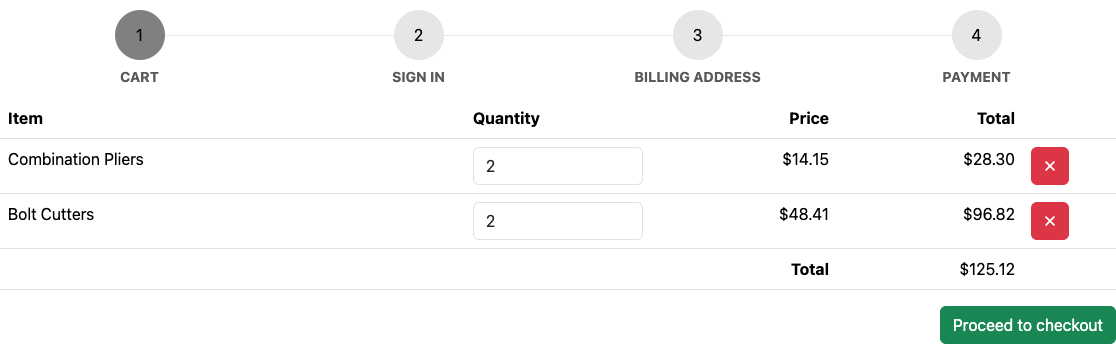 1 2 3 4
CART SIGN IN BILLING ADDRESS PAYMENT
Item Quantity Price Total
Combination Pliers 2 $14.15 $28.30 ×
Bolt Cutters 2 $48.41 $96.82 ×
Total $125.12
Proceed to checkout